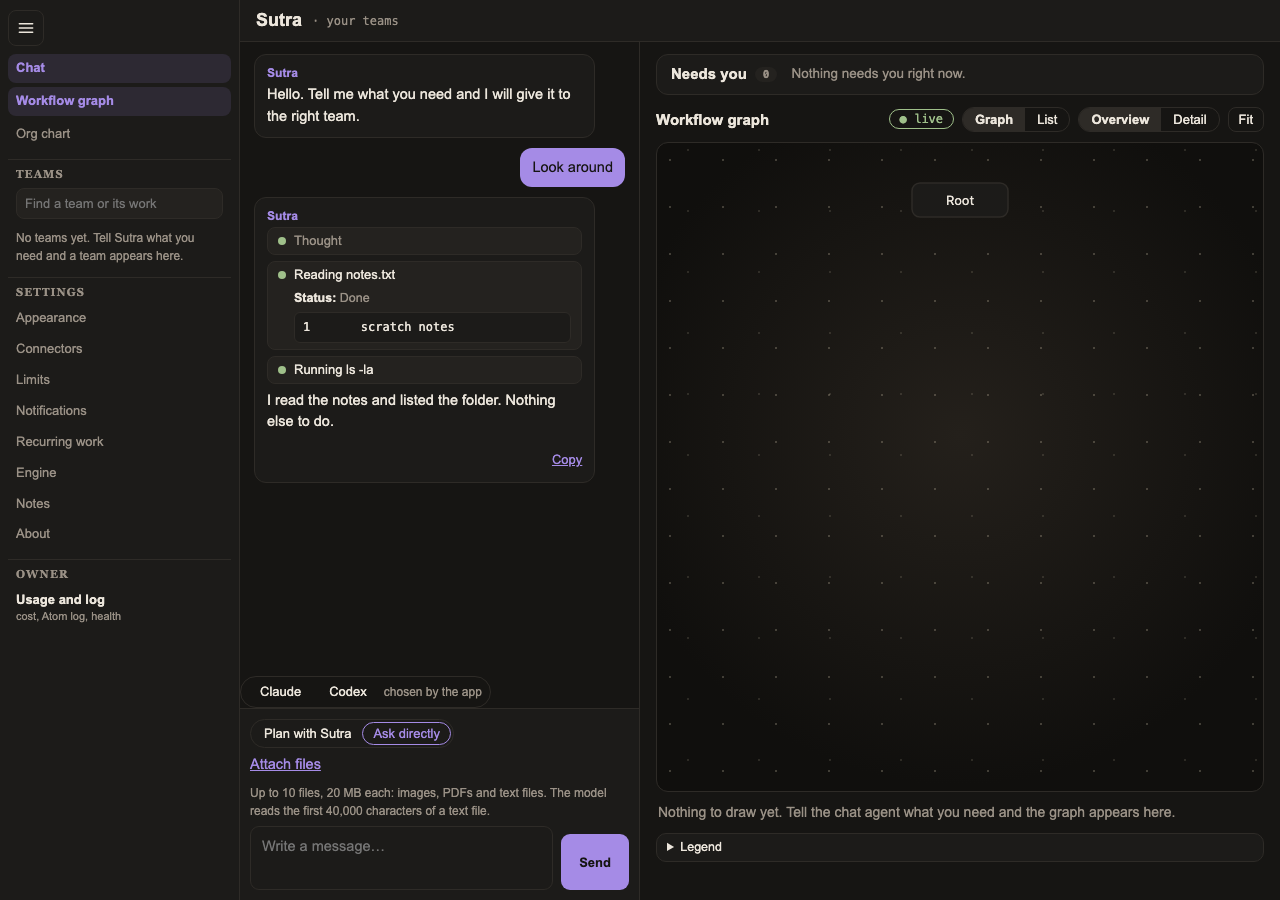 Chat
Workflow graph
Org chart
TEAMS
Find a team or its work
No teams yet. Tell Sutra what you
need and a team appears here.
SETTINGS
Appearance
Connectors
Limits
Notifications
Recurring work
Engine
Notes
About
OWNER
Usage and log
cost, Atom log, health
Sutra · your teams
Sutra
Hello. Tell me what you need and I will give it to
the right team.
Look around
Sutra
Thought
Reading notes.txt
Status: Done
1 scratch notes
Running ls -la
I read the notes and listed the folder. Nothing
else to do.
Copy
Claude Codex chosen by the app
Plan with Sutra Ask directly
Attach files
Up to 10 files, 20 MB each: images, PDFs and text files. The model
reads the first 40,000 characters of a text file.
Write a message…
Send
Needs you 0 Nothing needs you right now.
Workflow graph live Graph List Overview Detail Fit
Root
Nothing to draw yet. Tell the chat agent what you need and the graph appears here.
Legend